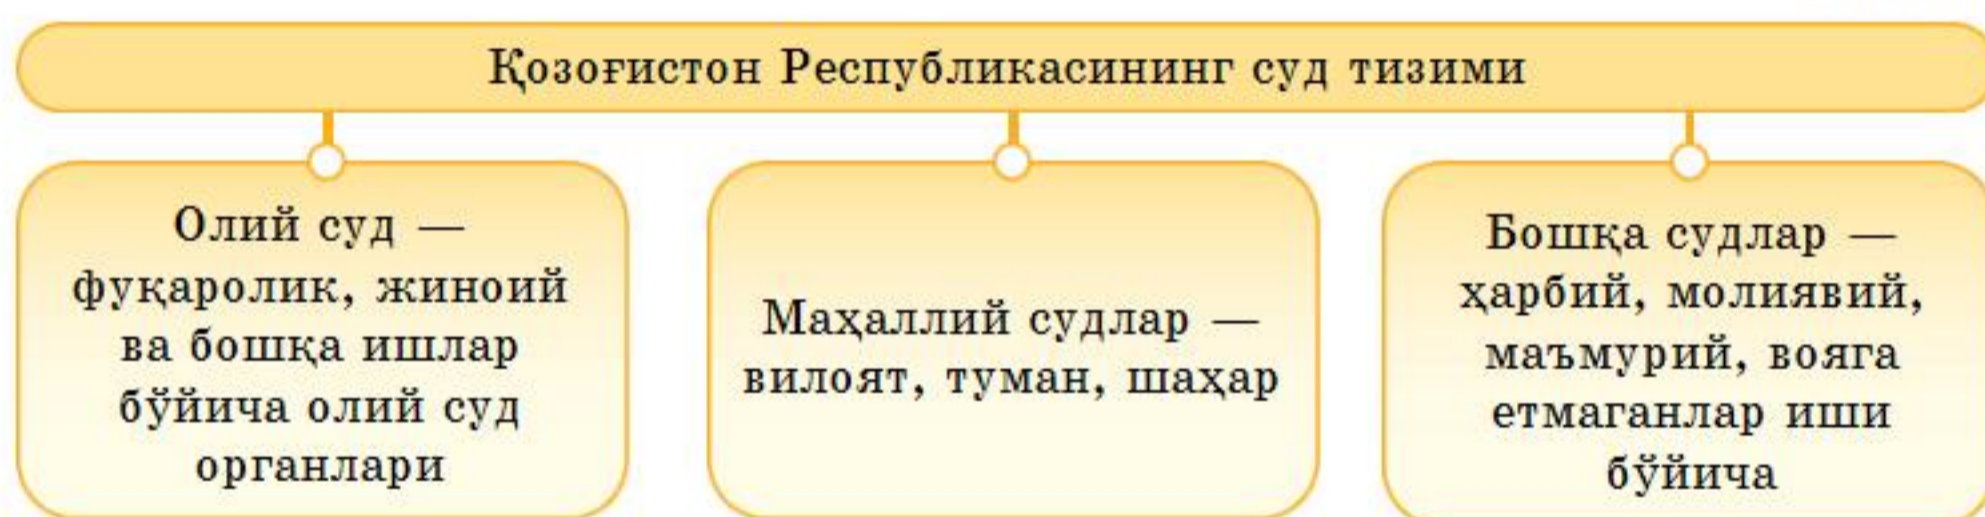 Қозоғистон Республикасининг суд тизими
Олий суд —
фуқаролик, жиноий
ва бошқа ишлар
бўйича олий суд
органлари
Маҳаллий судлар —
вилоят, туман, шаҳар
Бошқа судлар —
ҳарбий, молиявий,
маъмурий, вояга
етмаганлар иши
бўйича